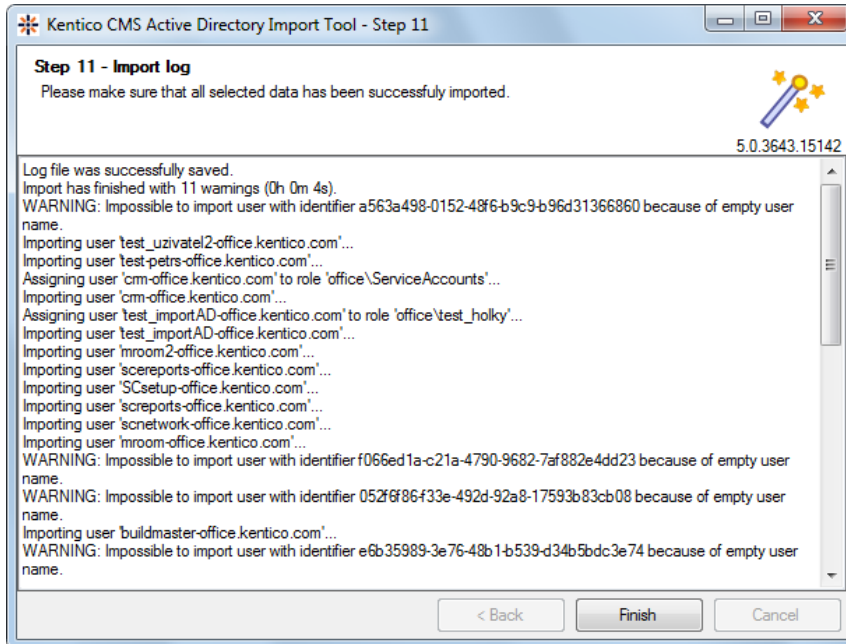 Kentico CMS Active Directory Import Tool - Step 11
Step 11 - Import log
Please make sure that all selected data has been successfuly imported.
5.0.3643.15142
Log file was successfully saved.
Import has finished with 11 warnings (0h 0m 4s).
WARNING: Impossible to import user with identifier a563a498-0152-48f6-b9c9-b96d31366860 because of empty user
name.
Importing user 'test_uzivatel2-office.kentico.com'...
Importing user 'test-petrs-office.kentico.com'...
Assigning user 'crm-office.kentico.com' to role 'office\ServiceAccounts'...
Importing user 'crm-office.kentico.com'...
Assigning user 'test_importAD-office.kentico.com' to role 'office\test_holky'...
Importing user 'test_importAD-office.kentico.com'...
Importing user 'mroom2-office.kentico.com'...
Importing user 'scereports-office.kentico.com'...
Importing user 'SCsetup-office.kentico.com'...
Importing user 'screports-office.kentico.com'...
Importing user 'scnetwork-office.kentico.com'...
Importing user 'mroom-office.kentico.com'...
WARNING: Impossible to import user with identifier f066ed1a-c21a-4790-9682-7af882e4dd23 because of empty user
name.
WARNING: Impossible to import user with identifier 052f6f86-f33e-492d-92a8-17593b83cb08 because of empty user
name.
Importing user 'buildmaster-office.kentico.com'...
WARNING: Impossible to import user with identifier e6b35989-3e76-48b1-b539-d34b5bdc3e74 because of empty user
name.
< Back Finish Cancel